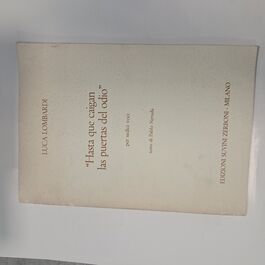 LUCA LOMBARDI
"Hasta que caigan
las puertas del odio"
per sedici voci
testo di Pablo Neruda
EDIZIONI SUVINI ZERBONI - MILANO